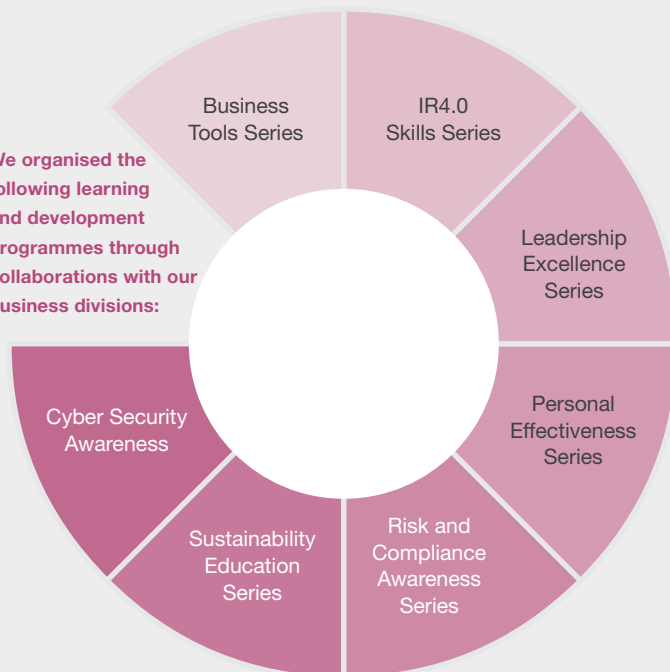 We organised the
ollowing learning
nd development
rogrammes through
ollaborations with our
usiness divisions:
Business
Tools Series
IR4.0
Skills Series
Leadership
Excellence
Series
Personal
Effectiveness
Series
Risk and
Compliance
Awareness
Series
Sustainability
Education
Series
Cyber Security
Awareness